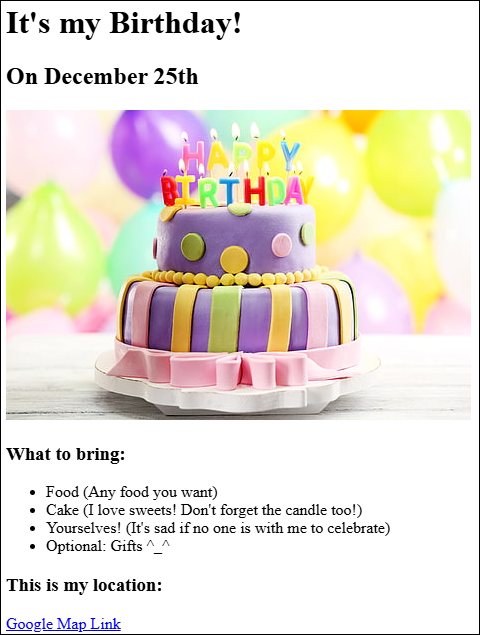 It's my Birthday!
On December 25th
HAPPY
BIRTHDAY
What to bring:
Food (Any food you want)
Cake (I love sweets! Don't forget the candle too!)
Yourselves! (It's sad if no one is with me to celebrate)
Optional: Gifts ^_^
This is my location:
Google Map Link